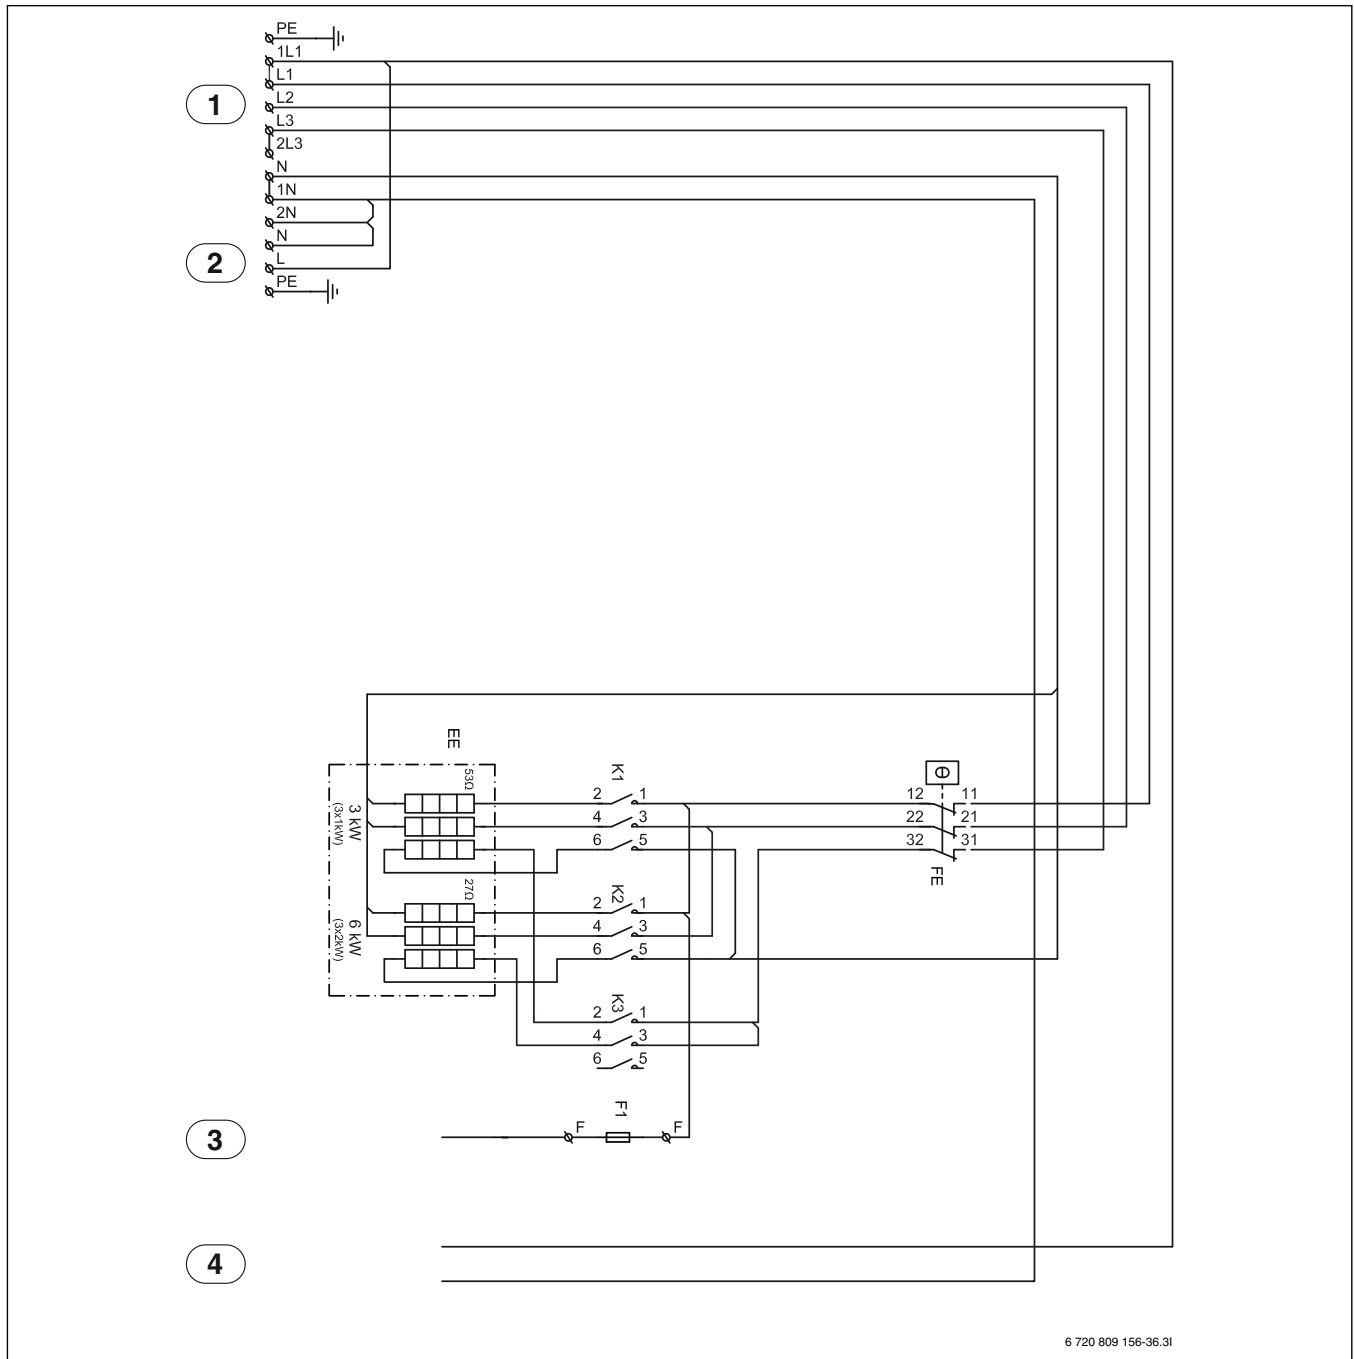 PE
1L1
L1
1
L2
L3
2L3
N
1N
2N
N
2
L
PE
EE
53Ω
3 kW
(3x1kW)
27Ω
6 kW
(3x2kW)
K1
2 1
4 3
6 5
K2
2 1
4 3
6 5
K3
2 1
4 3
6 5
12 11
22 21
32 31
FE
F1
3
F F
4
6 720 809 156-36.3I